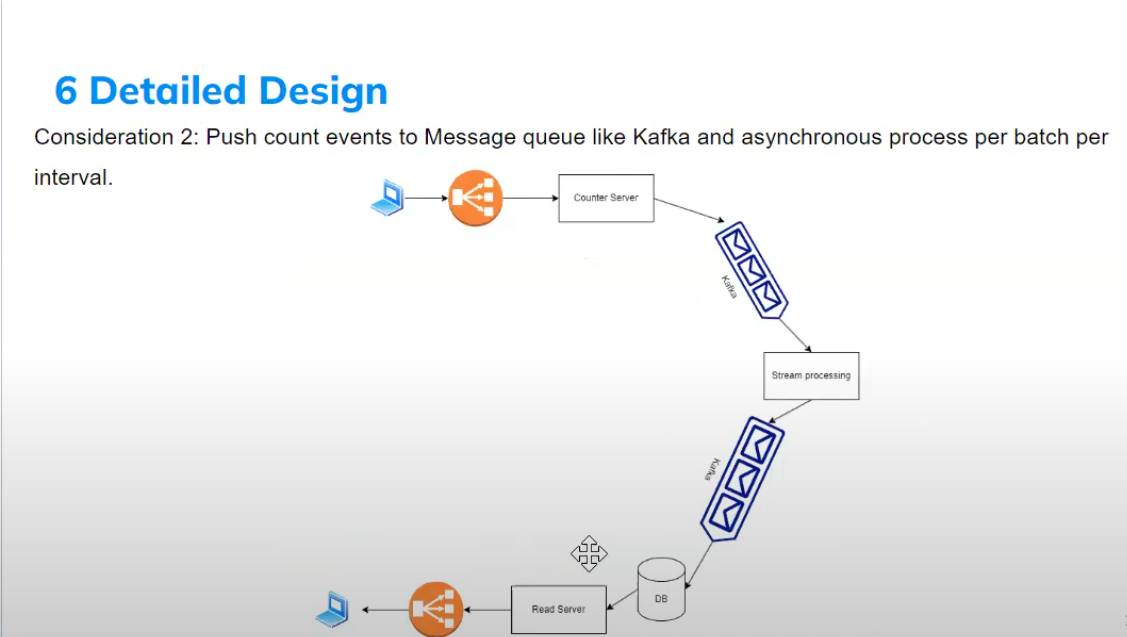 6 Detailed Design
Consideration 2: Push count events to Message queue like Kafka and asynchronous process per batch per
interval.
Counter Server
Kafka
Stream processing
Kafka
DB
Read Server